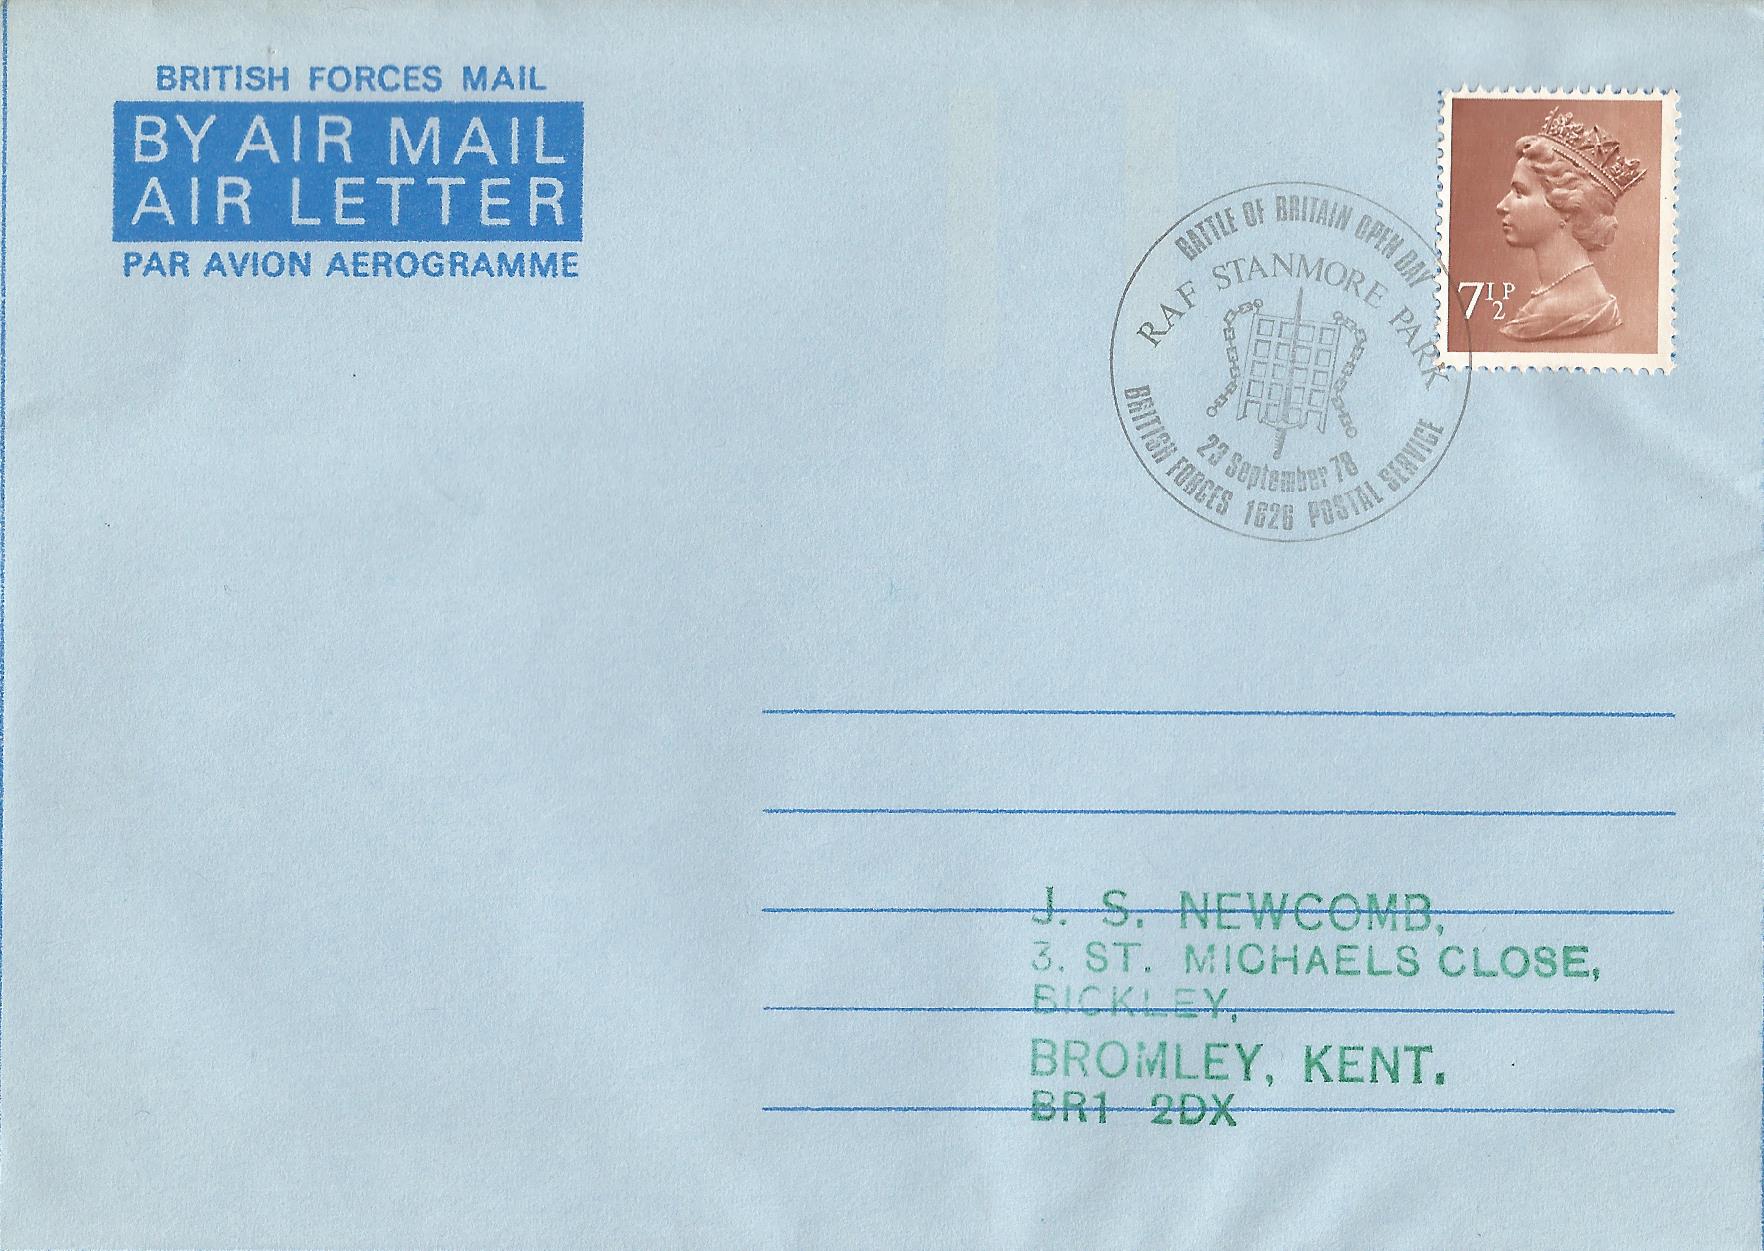 BRITISH FORCES MAIL
BY AIR MAIL
AIR LETTER
PAR AVION AEROGRAMME
BATTLE OF BRITAIN OPEN DAY
RAF STANMORE PARK
23 September 78
BRITISH FORCES 1626 POSTAL SERVICE
7½P
J. S. NEWCOMB,
3. ST. MICHAELS CLOSE,
BICKLEY,
BROMLEY, KENT.
BR1 2DX